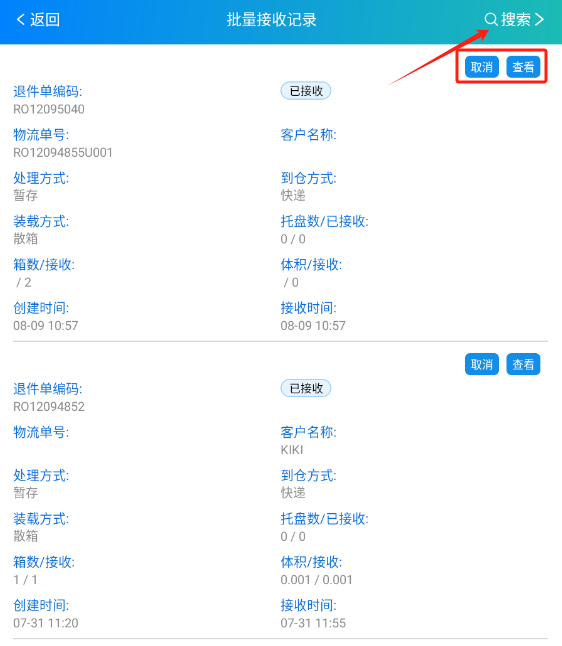 返回
批量接收记录
搜索
取消
查看
退件单编码:
已接收
RO12095040
物流单号:
客户名称:
RO12094855U001
处理方式:
到仓方式:
暂存
快递
装载方式:
托盘数/已接收:
散箱
0 / 0
箱数/接收:
体积/接收:
/ 2
/ 0
创建时间:
接收时间:
08-09 10:57
08-09 10:57
取消
查看
退件单编码:
已接收
RO12094852
物流单号:
客户名称:
KIKI
处理方式:
到仓方式:
暂存
快递
装载方式:
托盘数/已接收:
散箱
0 / 0
箱数/接收:
体积/接收:
1 / 1
0.001 / 0.001
创建时间:
接收时间:
07-31 11:20
07-31 11:55